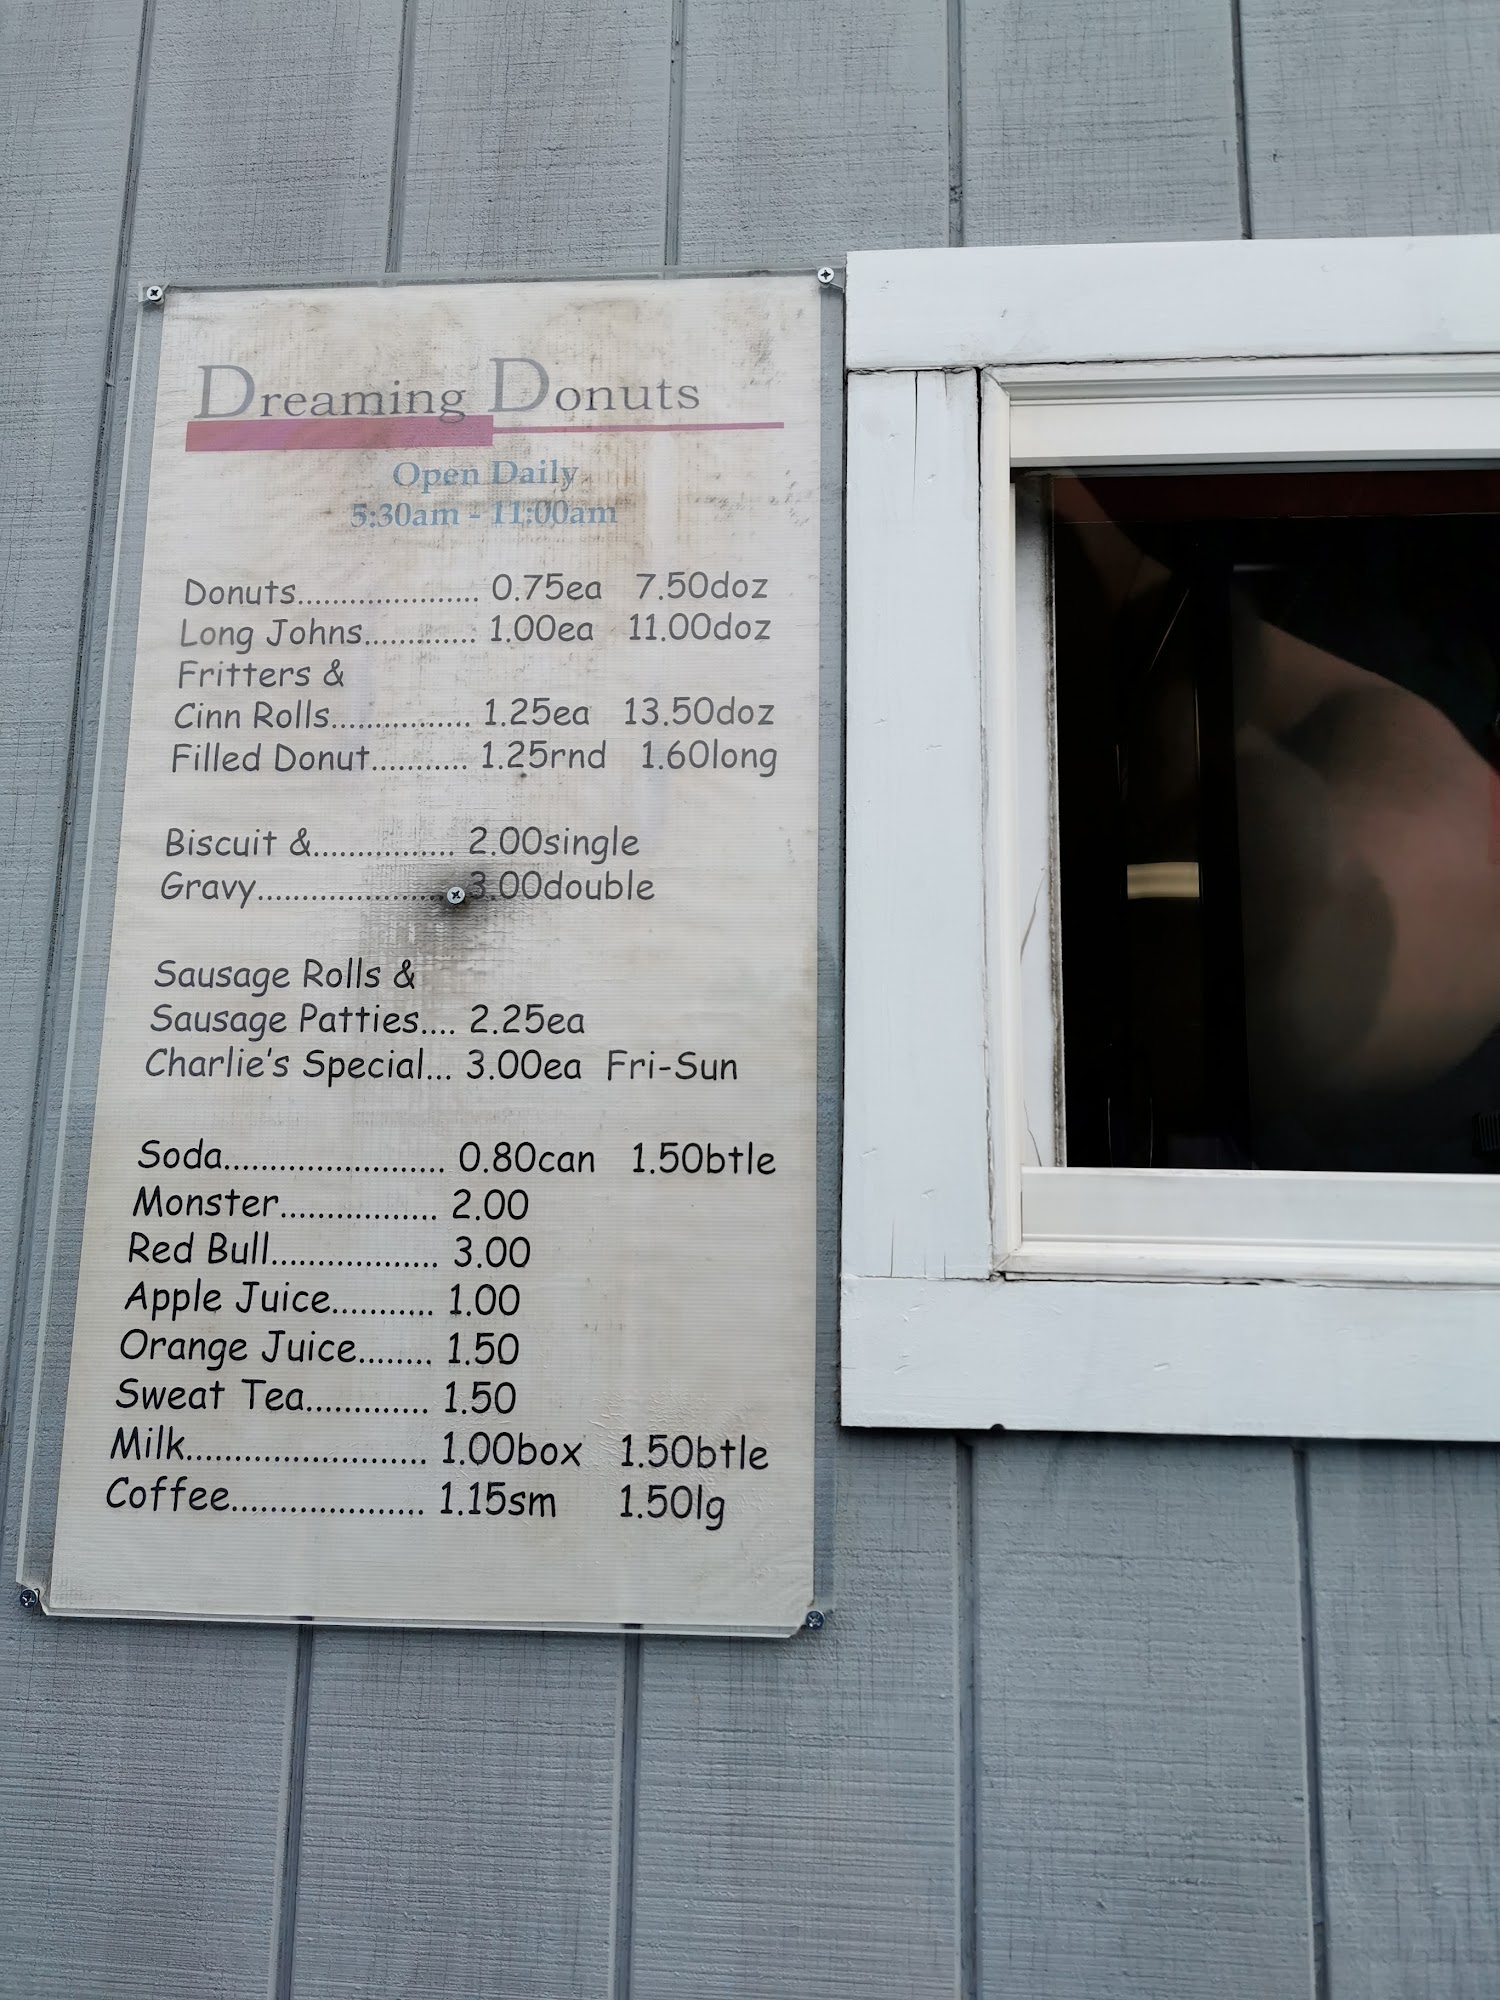 Dreaming Donuts
Open Daily
5:30am - 11:00am
Donuts..................... 0.75ea 7.50doz
Long Johns............. 1.00ea 11.00doz
Fritters &
Cinn Rolls................ 1.25ea 13.50doz
Filled Donut........... 1.25rnd 1.60long
Biscuit &................ 2.00single
Gravy..................... 3.00double
Sausage Rolls &
Sausage Patties.... 2.25ea
Charlie's Special... 3.00ea Fri-Sun
Soda........................ 0.80can 1.50btle
Monster................. 2.00
Red Bull.................. 3.00
Apple Juice........... 1.00
Orange Juice........ 1.50
Sweat Tea............. 1.50
Milk.......................... 1.00box 1.50btle
Coffee..................... 1.15sm 1.50lg